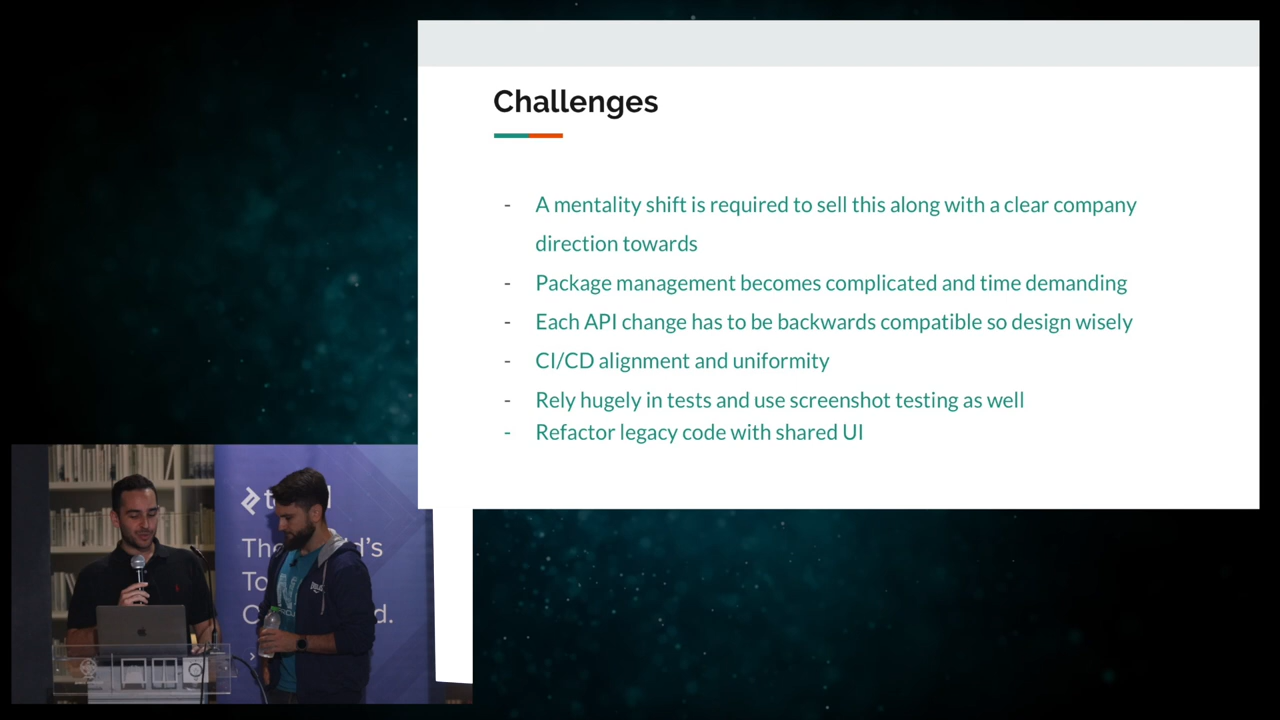 Challenges
- A mentality shift is required to sell this along with a clear company
direction towards
- Package management becomes complicated and time demanding
- Each API change has to be backwards compatible so design wisely
- CI/CD alignment and uniformity
- Rely hugely in tests and use screenshot testing as well
- Refactor legacy code with shared UI